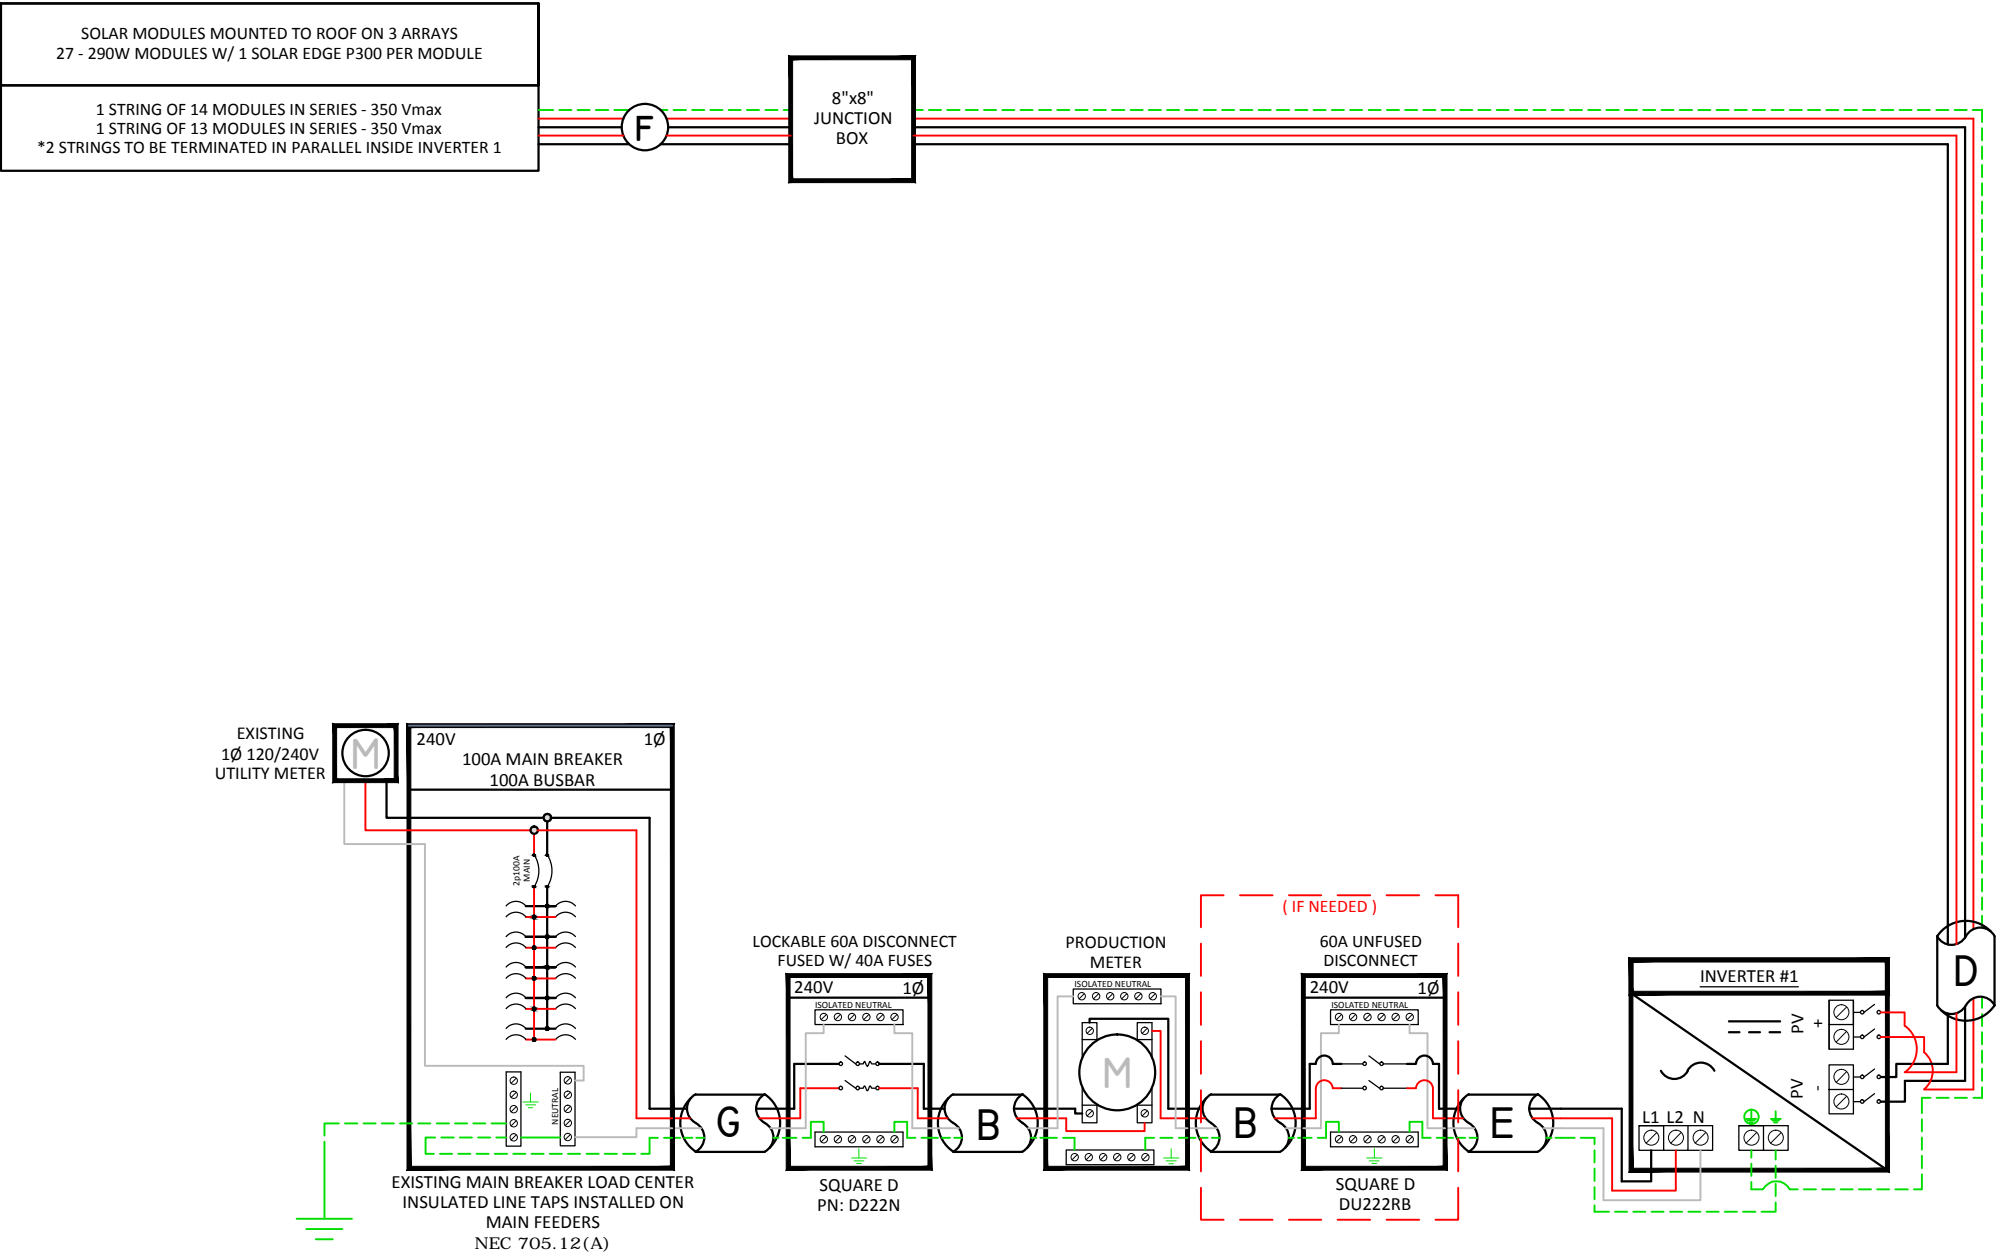 SOLAR MODULES MOUNTED TO ROOF ON 3 ARRAYS
27 - 290W MODULES W/ 1 SOLAR EDGE P300 PER MODULE
1 STRING OF 14 MODULES IN SERIES - 350 Vmax
1 STRING OF 13 MODULES IN SERIES - 350 Vmax
*2 STRINGS TO BE TERMINATED IN PARALLEL INSIDE INVERTER 1
F
8"x8"
JUNCTION
BOX
D
EXISTING
1Ø 120/240V
UTILITY METER
M
240V 1Ø
100A MAIN BREAKER
100A BUSBAR
2p100A
MAIN
NEUTRAL
EXISTING MAIN BREAKER LOAD CENTER
INSULATED LINE TAPS INSTALLED ON
MAIN FEEDERS
NEC 705.12(A)
G
LOCKABLE 60A DISCONNECT
FUSED W/ 40A FUSES
240V 1Ø
ISOLATED NEUTRAL
SQUARE D
PN: D222N
B
PRODUCTION
METER
ISOLATED NEUTRAL
M
B
( IF NEEDED )
60A UNFUSED
DISCONNECT
240V 1Ø
ISOLATED NEUTRAL
SQUARE D
DU222RB
E
INVERTER #1
PV +
PV -
L1 L2 N